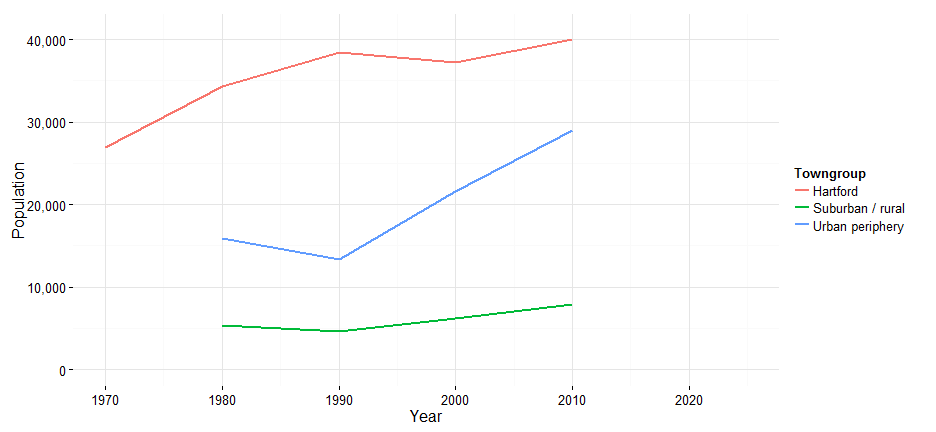 40,000
30,000
20,000
10,000
0
Population
1970 1980 1990 2000 2010 2020
Year
Towngroup
Hartford
Suburban / rural
Urban periphery